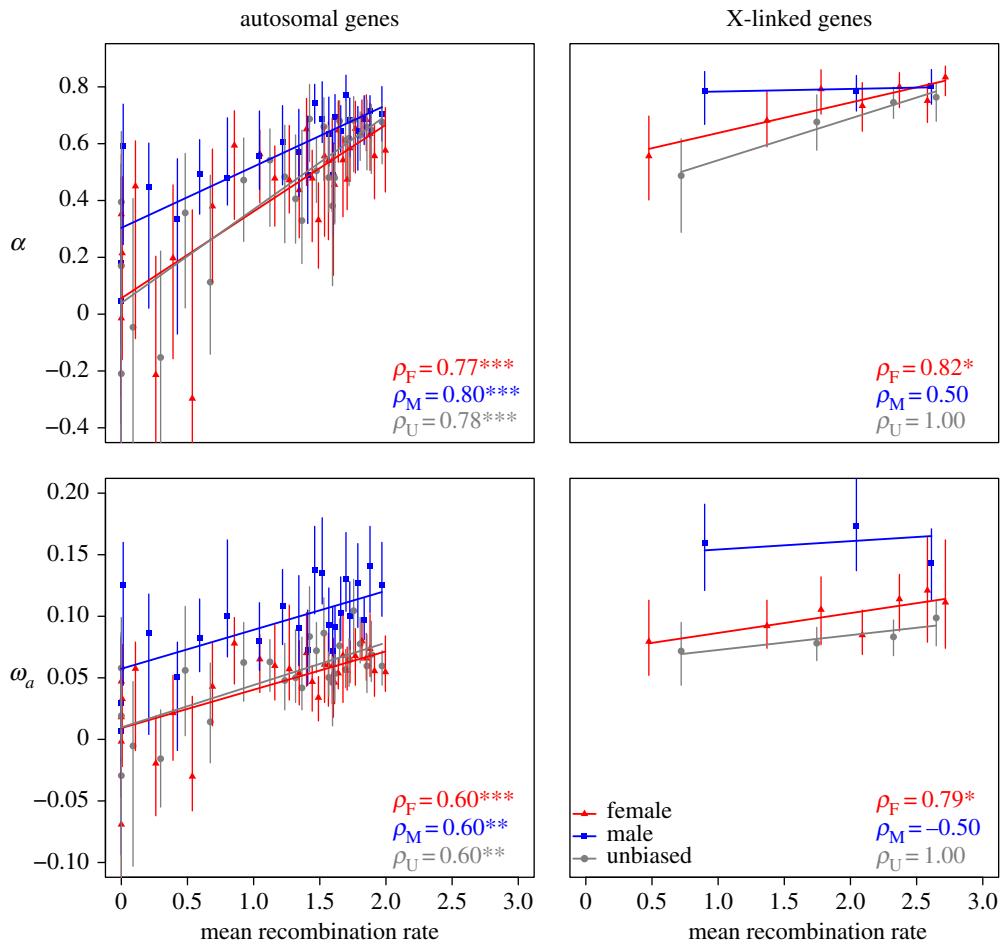 autosomal genes
X-linked genes
α
0.8
0.6
0.4
0.2
0
−0.2
−0.4
ρF = 0.77***
ρM = 0.80***
ρU = 0.78***
ρF = 0.82*
ρM = 0.50
ρU = 1.00
ωa
0.20
0.15
0.10
0.05
0
−0.05
−0.10
ρF = 0.60***
ρM = 0.60**
ρU = 0.60**
female
male
unbiased
ρF = 0.79*
ρM = −0.50
ρU = 1.00
0 0.5 1.0 1.5 2.0 2.5 3.0
0 0.5 1.0 1.5 2.0 2.5 3.0
mean recombination rate
mean recombination rate